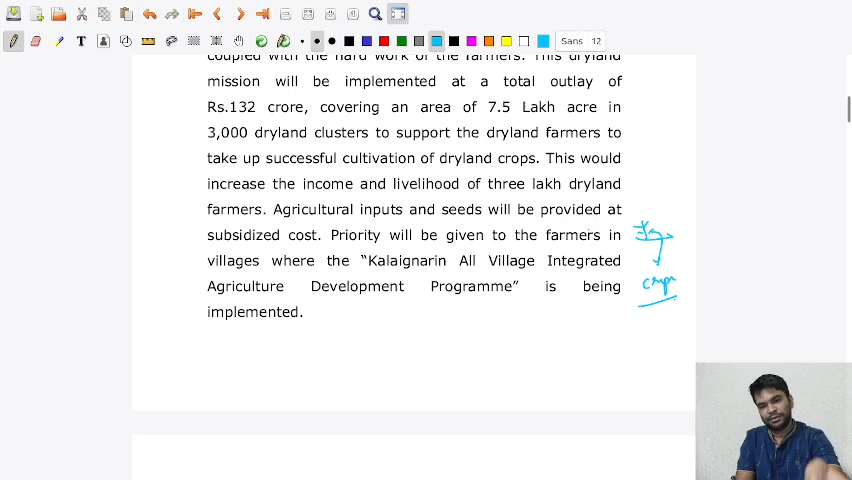 Sans 12
coupled with the hard work of the farmers. This dryland
mission will be implemented at a total outlay of
Rs.132 crore, covering an area of 7.5 Lakh acre in
3,000 dryland clusters to support the dryland farmers to
take up successful cultivation of dryland crops. This would
increase the income and livelihood of three lakh dryland
farmers. Agricultural inputs and seeds will be provided at
subsidized cost. Priority will be given to the farmers in
villages where the “Kalaignarin All Village Integrated
Agriculture Development Programme” is being
implemented.